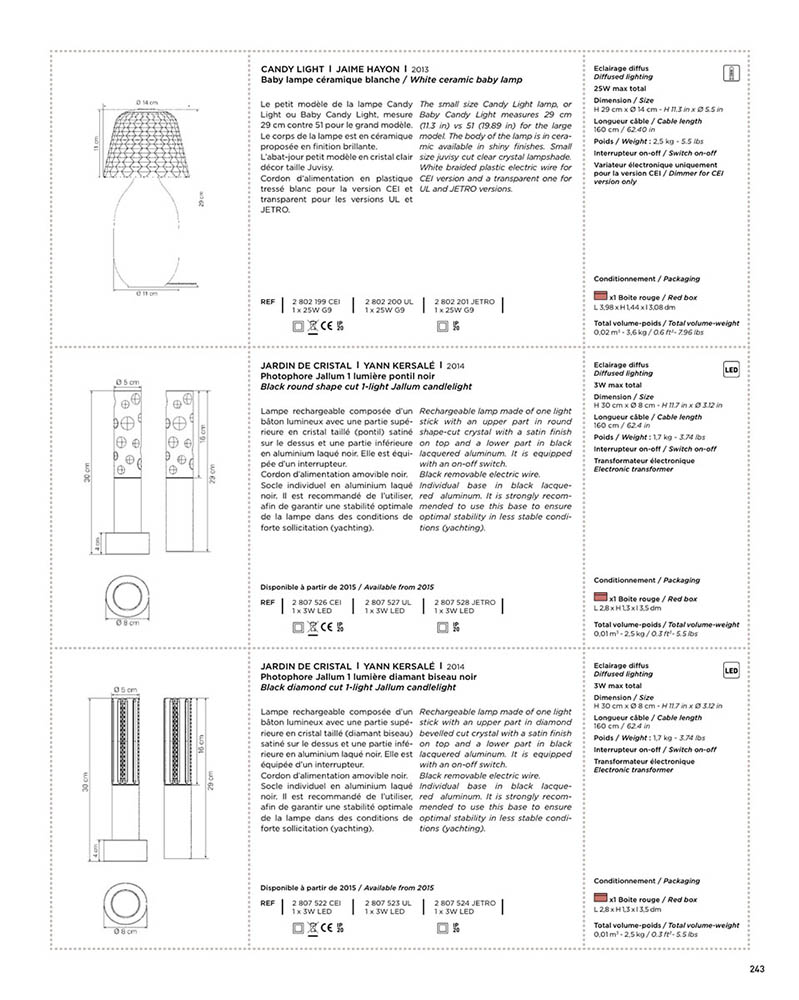 CANDY LIGHT I JAIME HAYON I 2013
Baby lampe céramique blanche / White ceramic baby lamp
Ø 14 cm
11 cm
29 cm
Ø 11 cm
Le petit modèle de la lampe Candy
Light ou Baby Candy Light, mesure
29 cm contre 51 pour le grand modèle.
Le corps de la lampe est en céramique
proposée en finition brillante.
L'abat-jour petit modèle en cristal clair
décor taille Juvisy.
Cordon d'alimentation en plastique
tressé blanc pour la version CEI et
transparent pour les versions UL et
JETRO.
The small size Candy Light lamp, or
Baby Candy Light measures 29 cm
(11.3 in) vs 51 (19.89 in) for the large
model. The body of the lamp is in cera-
mic available in shiny finishes. Small
size juvisy cut clear crystal lampshade.
White braided plastic electric wire for
CEI version and a transparent one for
UL and JETRO versions.
REF
2 802 199 CEI
1 x 25W G9
2 802 200 UL
1 x 25W G9
2 802 201 JETRO
1 x 25W G9
CE IP 20
IP 20
Eclairage diffus
Diffused lighting
25W max total
Dimension / Size
H 29 cm x Ø 14 cm - H 11.3 in x Ø 5.5 in
Longueur câble / Cable length
160 cm / 62.40 in
Poids / Weight : 2,5 kg - 5.5 lbs
Interrupteur on-off / Switch on-off
Variateur électronique uniquement
pour la version CEI / Dimmer for CEI
version only
Conditionnement / Packaging
x1 Boite rouge / Red box
L 3,98 x H 1,44 x l 3,08 dm
Total volume-poids / Total volume-weight
0,02 m³ - 3,6 kg / 0.6 ft³- 7.96 lbs
JARDIN DE CRISTAL I YANN KERSALÉ I 2014
Photophore Jallum 1 lumière pontil noir
Black round shape cut 1-light Jallum candlelight
Ø 5 cm
30 cm
16 cm
29 cm
4 cm
Ø 8 cm
Lampe rechargeable composée d'un
bâton lumineux avec une partie supé-
rieure en cristal taillé (pontil) satiné
sur le dessus et une partie inférieure
en aluminium laqué noir. Elle est équi-
pée d'un interrupteur.
Cordon d'alimentation amovible noir.
Socle individuel en aluminium laqué
noir. Il est recommandé de l'utiliser,
afin de garantir une stabilité optimale
de la lampe dans des conditions de
forte sollicitation (yachting).
Rechargeable lamp made of one light
stick with an upper part in round
shape-cut crystal with a satin finish
on top and a lower part in black
lacquered aluminum. It is equipped
with an on-off switch.
Black removable electric wire.
Individual base in black lacque-
red aluminum. It is strongly recom-
mended to use this base to ensure
optimal stability in less stable condi-
tions (yachting).
Disponible à partir de 2015 / Available from 2015
REF
2 807 526 CEI
1 x 3W LED
2 807 527 UL
1 x 3W LED
2 807 528 JETRO
1 x 3W LED
CE IP 20
IP 20
Eclairage diffus
Diffused lighting
LED
3W max total
Dimension / Size
H 30 cm x Ø 8 cm - H 11.7 in x Ø 3.12 in
Longueur câble / Cable length
160 cm / 62.4 in
Poids / Weight : 1,7 kg - 3.74 lbs
Interrupteur on-off / Switch on-off
Transformateur électronique
Electronic transformer
Conditionnement / Packaging
x1 Boite rouge / Red box
L 2,8 x H 1,3 x l 3,5 dm
Total volume-poids / Total volume-weight
0,01 m³ - 2,5 kg / 0.3 ft³- 5.5 lbs
JARDIN DE CRISTAL I YANN KERSALÉ I 2014
Photophore Jallum 1 lumière diamant biseau noir
Black diamond cut 1-light Jallum candlelight
Ø 5 cm
30 cm
16 cm
29 cm
4 cm
Ø 8 cm
Lampe rechargeable composée d'un
bâton lumineux avec une partie supé-
rieure en cristal taillé (diamant biseau)
satiné sur le dessus et une partie infé-
rieure en aluminium laqué noir. Elle est
équipée d'un interrupteur.
Cordon d'alimentation amovible noir.
Socle individuel en aluminium laqué
noir. Il est recommandé de l'utiliser,
afin de garantir une stabilité optimale
de la lampe dans des conditions de
forte sollicitation (yachting).
Rechargeable lamp made of one light
stick with an upper part in diamond
bevelled cut crystal with a satin finish
on top and a lower part in black
lacquered aluminum. It is equipped
with an on-off switch.
Black removable electric wire.
Individual base in black lacque-
red aluminum. It is strongly recom-
mended to use this base to ensure
optimal stability in less stable condi-
tions (yachting).
Disponible à partir de 2015 / Available from 2015
REF
2 807 522 CEI
1 x 3W LED
2 807 523 UL
1 x 3W LED
2 807 524 JETRO
1 x 3W LED
CE IP 20
IP 20
Eclairage diffus
Diffused lighting
LED
3W max total
Dimension / Size
H 30 cm x Ø 8 cm - H 11.7 in x Ø 3.12 in
Longueur câble / Cable length
160 cm / 62.4 in
Poids / Weight : 1,7 kg - 3.74 lbs
Interrupteur on-off / Switch on-off
Transformateur électronique
Electronic transformer
Conditionnement / Packaging
x1 Boite rouge / Red box
L 2,8 x H 1,3 x l 3,5 dm
Total volume-poids / Total volume-weight
0,01 m³ - 2,5 kg / 0.3 ft³- 5.5 lbs
243